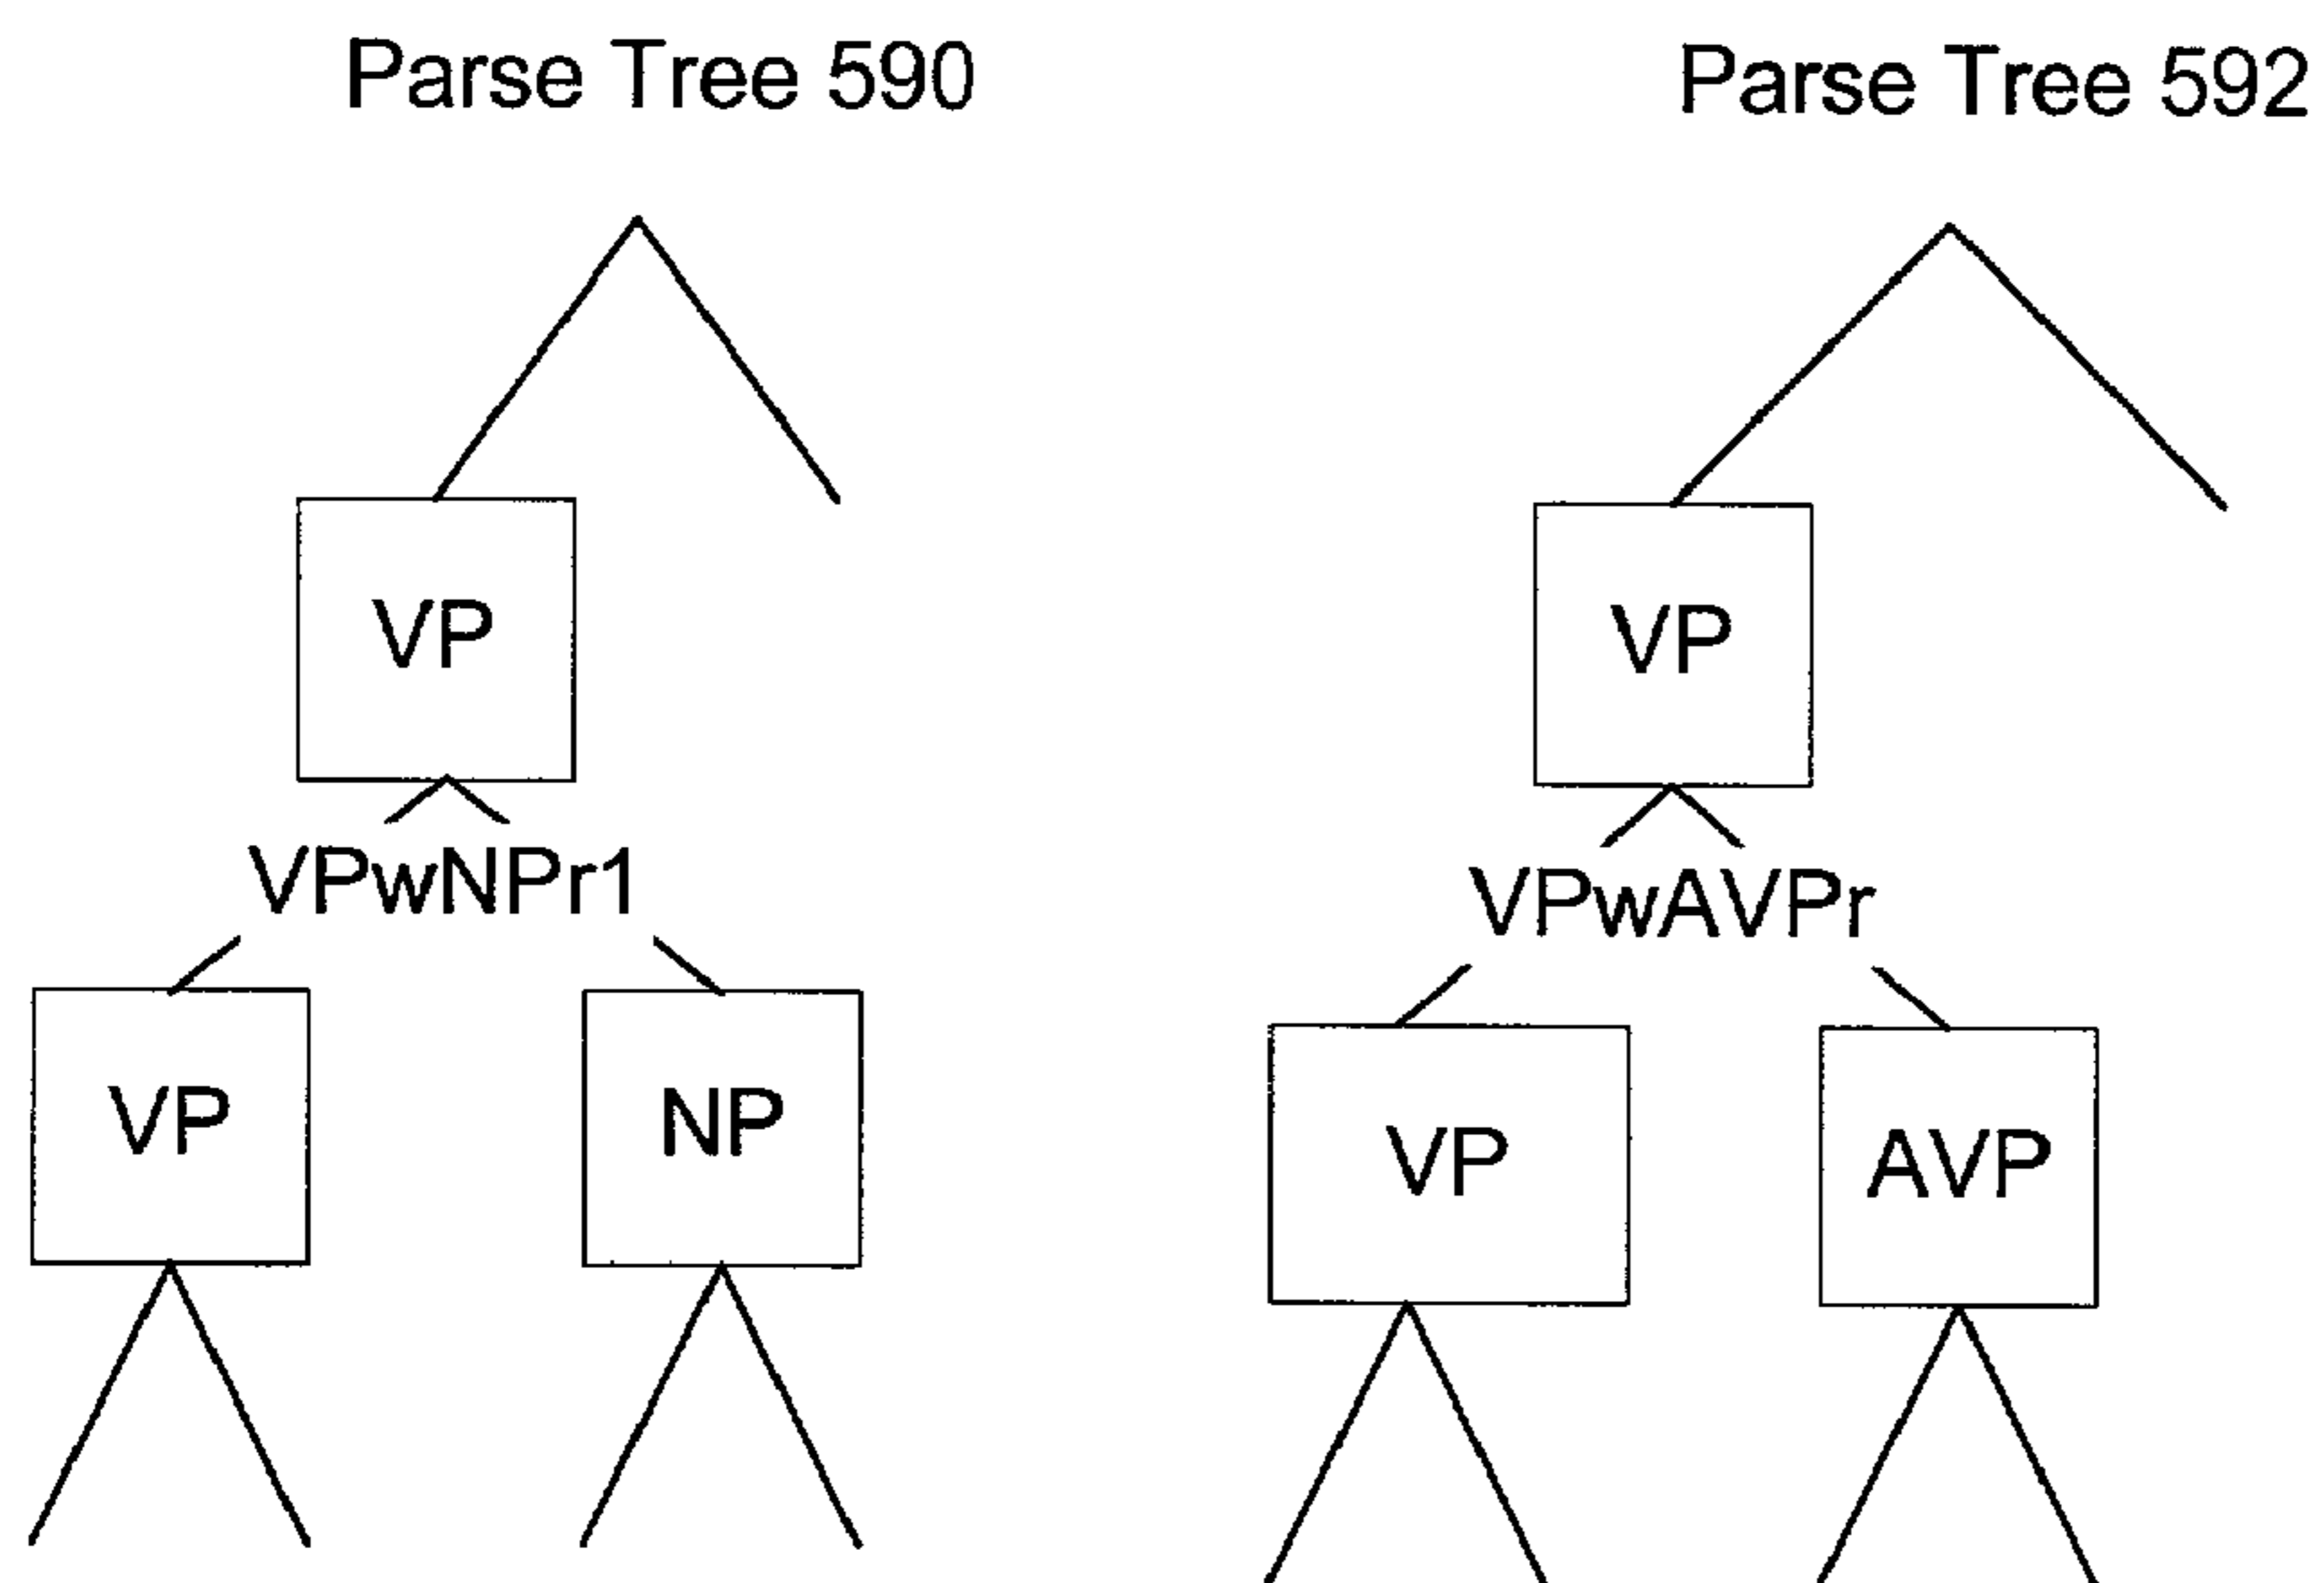 Parse Tree 590
Parse Tree 592
VP
VP
VPwNPr1
VPwAVPr
VP
NP
VP
AVP